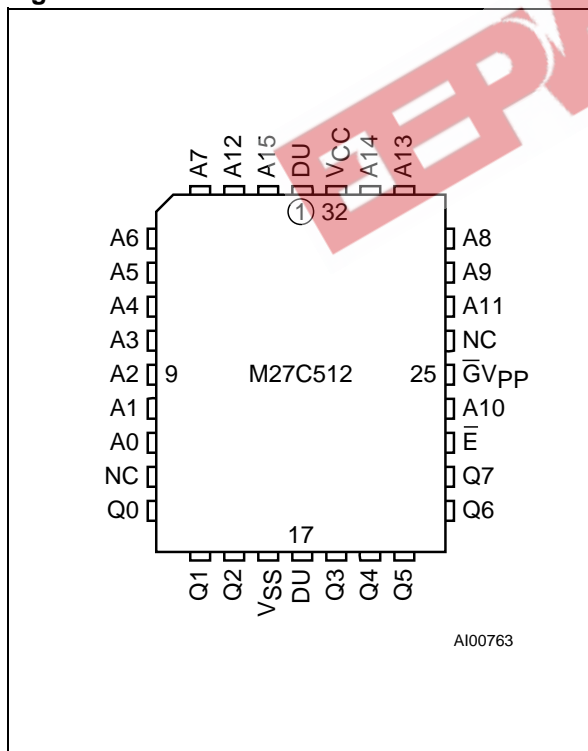 A7 A12 A15 DU VCC A14 A13
1 32
A6 A8
A5 A9
A4 A11
A3 NC
A2 9 M27C512 25 G̅VPP
A1 A10
A0 E̅
NC Q7
Q0 Q6
17
Q1 Q2 VSS DU Q3 Q4 Q5
AI00763